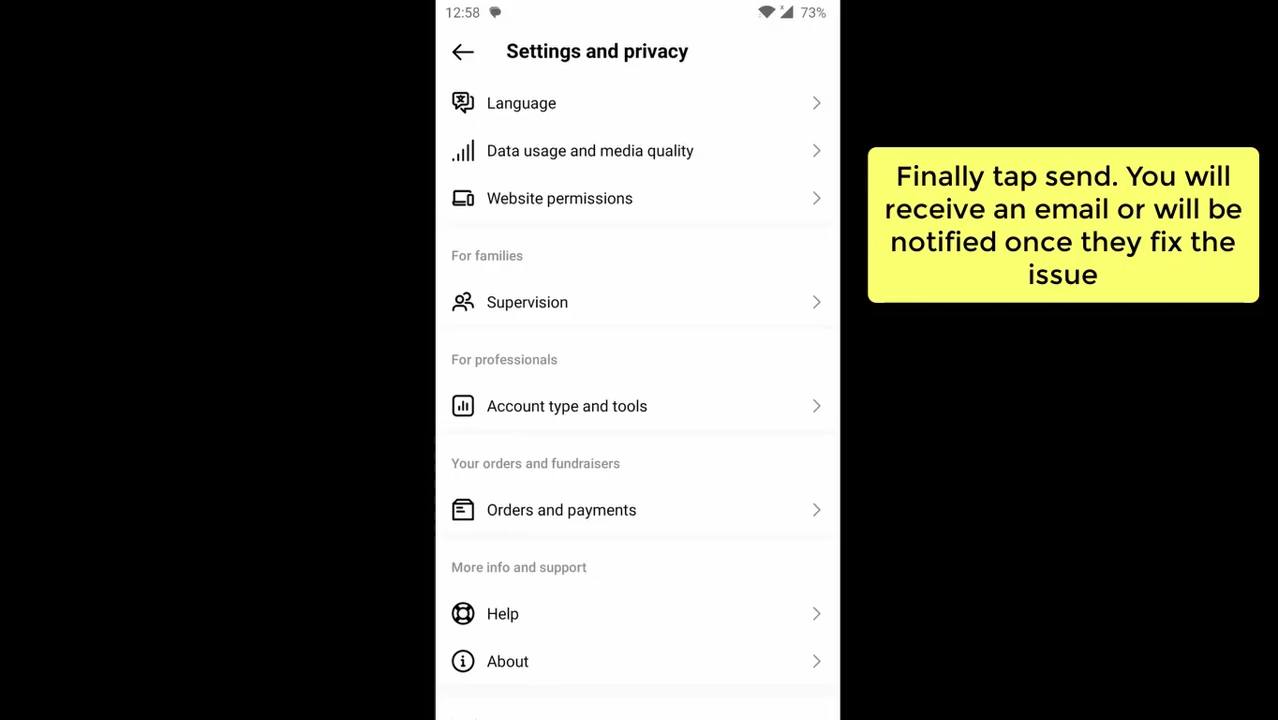 12:58
73%
Settings and privacy
Language
Data usage and media quality
Website permissions
For families
Supervision
For professionals
Account type and tools
Your orders and fundraisers
Orders and payments
More info and support
Help
About
Finally tap send. You will
receive an email or will be
notified once they fix the
issue